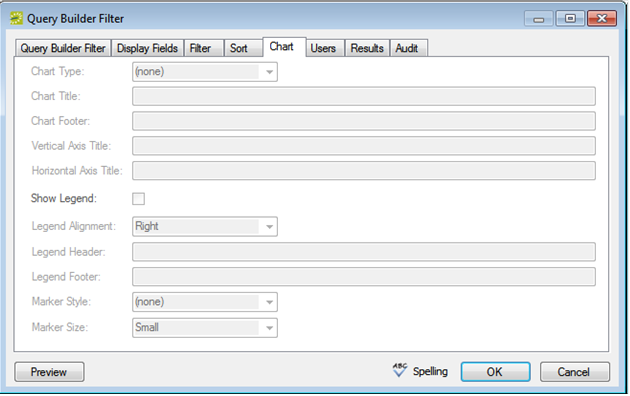 Query Builder Filter
Query Builder Filter Display Fields Filter Sort Chart Users Results Audit
Chart Type: (none)
Chart Title:
Chart Footer:
Vertical Axis Title:
Horizontal Axis Title:
Show Legend:
Legend Alignment: Right
Legend Header:
Legend Footer:
Marker Style: (none)
Marker Size: Small
Preview ABC Spelling OK Cancel